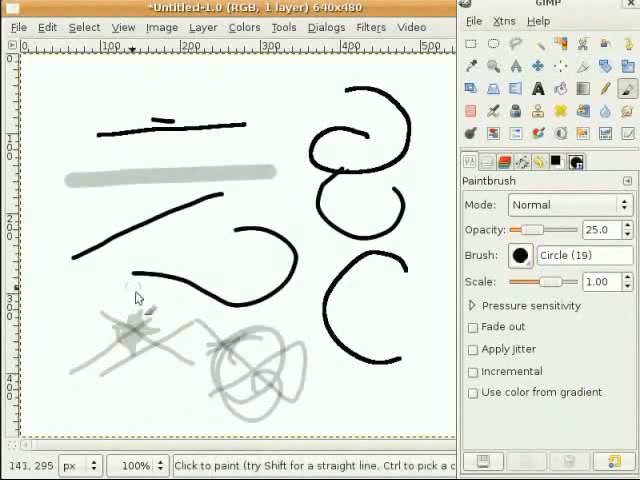 *Untitled-1.0 (RGB, 1 layer) 640x480
File Edit Select View Image Layer Colors Tools Dialogs Filters Video
0 100 200 300 400 500
0
100
200
300
400
141, 295 px 100% Click to paint (try Shift for a straight line, Ctrl to pick a c
GIMP
File Xtns Help
Paintbrush
Mode: Normal
Opacity: 25.0
Brush: Circle (19)
Scale: 1.00
Pressure sensitivity
Fade out
Apply Jitter
Incremental
Use color from gradient